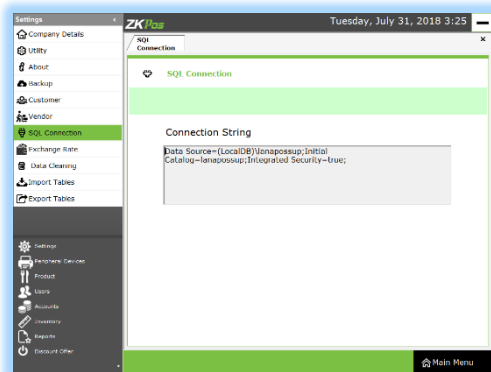 Settings
ZKPos
Tuesday, July 31, 2018 3:25
Company Details
Utlity
About
Backup
Customer
Vendor
SQL Connection
Exchange Rate
Data Cleaning
Import Tables
Export Tables
SQL
Connection
x
SQL Connection
Connection String
Data Source=(LocalDB)\lanapossup;Initial
Catalog=lanapossup;Integrated Security=true;
Settings
Peripheral Devices
Product
Users
Accounts
Inventory
Reports
Discount Offer
Main Menu